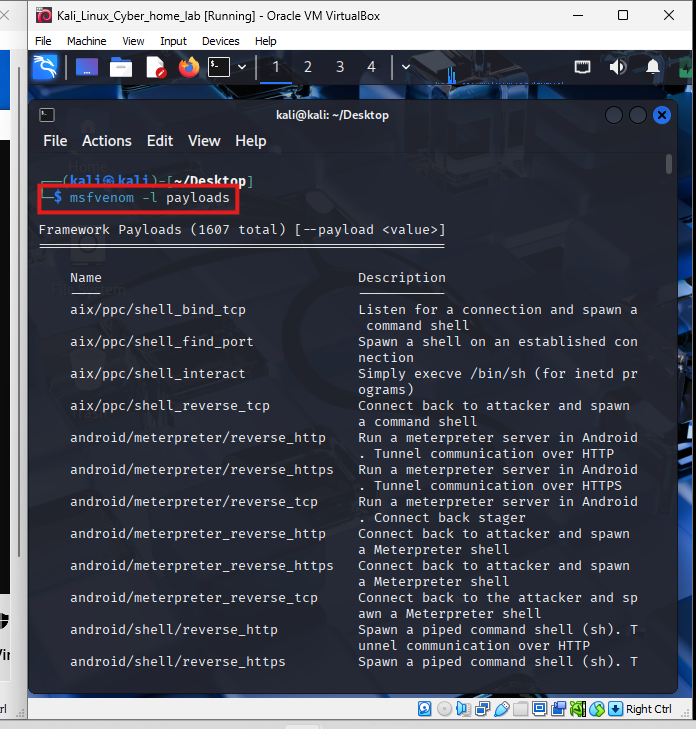 Kali_Linux_Cyber_home_lab [Running] - Oracle VM VirtualBox
File Machine View Input Devices Help
1 2 3 4
kali@kali: ~/Desktop
File Actions Edit View Help
┌──(kali㉿kali)-[~/Desktop]
└─$ msfvenom -l payloads
Framework Payloads (1607 total) [--payload <value>]
Name Description
aix/ppc/shell_bind_tcp Listen for a connection and spawn a
command shell
aix/ppc/shell_find_port Spawn a shell on an established con
nection
aix/ppc/shell_interact Simply execve /bin/sh (for inetd pr
ograms)
aix/ppc/shell_reverse_tcp Connect back to attacker and spawn
a command shell
android/meterpreter/reverse_http Run a meterpreter server in Android
. Tunnel communication over HTTP
android/meterpreter/reverse_https Run a meterpreter server in Android
. Tunnel communication over HTTPS
android/meterpreter/reverse_tcp Run a meterpreter server in Android
. Connect back stager
android/meterpreter_reverse_http Connect back to attacker and spawn
a Meterpreter shell
android/meterpreter_reverse_https Connect back to attacker and spawn
a Meterpreter shell
android/meterpreter_reverse_tcp Connect back to the attacker and sp
awn a Meterpreter shell
android/shell/reverse_http Spawn a piped command shell (sh). T
unnel communication over HTTP
android/shell/reverse_https Spawn a piped command shell (sh). T
Right Ctrl